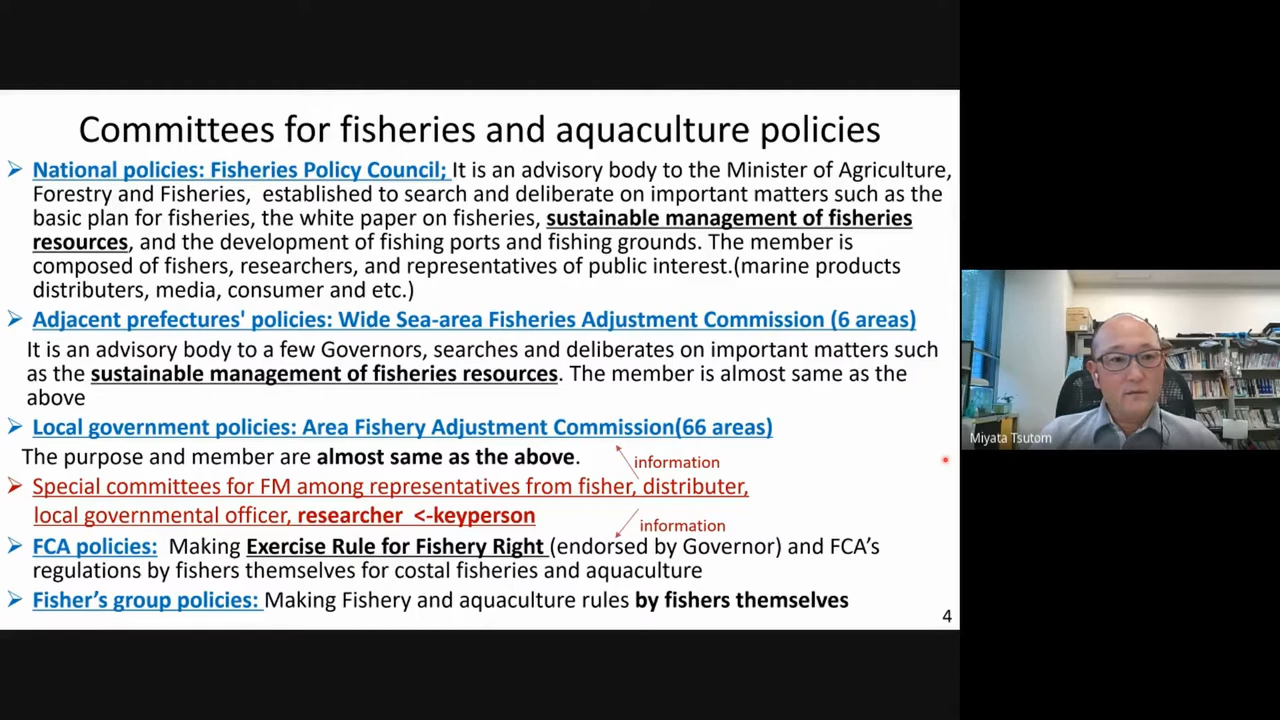 Committees for fisheries and aquaculture policies
National policies: Fisheries Policy Council; It is an advisory body to the Minister of Agriculture,
Forestry and Fisheries, established to search and deliberate on important matters such as the
basic plan for fisheries, the white paper on fisheries, sustainable management of fisheries
resources, and the development of fishing ports and fishing grounds. The member is
composed of fishers, researchers, and representatives of public interest.(marine products
distributers, media, consumer and etc.)
Adjacent prefectures' policies: Wide Sea-area Fisheries Adjustment Commission (6 areas)
It is an advisory body to a few Governors, searches and deliberates on important matters such
as the sustainable management of fisheries resources. The member is almost same as the
above
Local government policies: Area Fishery Adjustment Commission(66 areas)
The purpose and member are almost same as the above.
information
Special committees for FM among representatives from fisher, distributer,
local governmental officer, researcher <-keyperson
information
FCA policies: Making Exercise Rule for Fishery Right (endorsed by Governor) and FCA's
regulations by fishers themselves for costal fisheries and aquaculture
Fisher's group policies: Making Fishery and aquaculture rules by fishers themselves
4
Miyata Tsutom